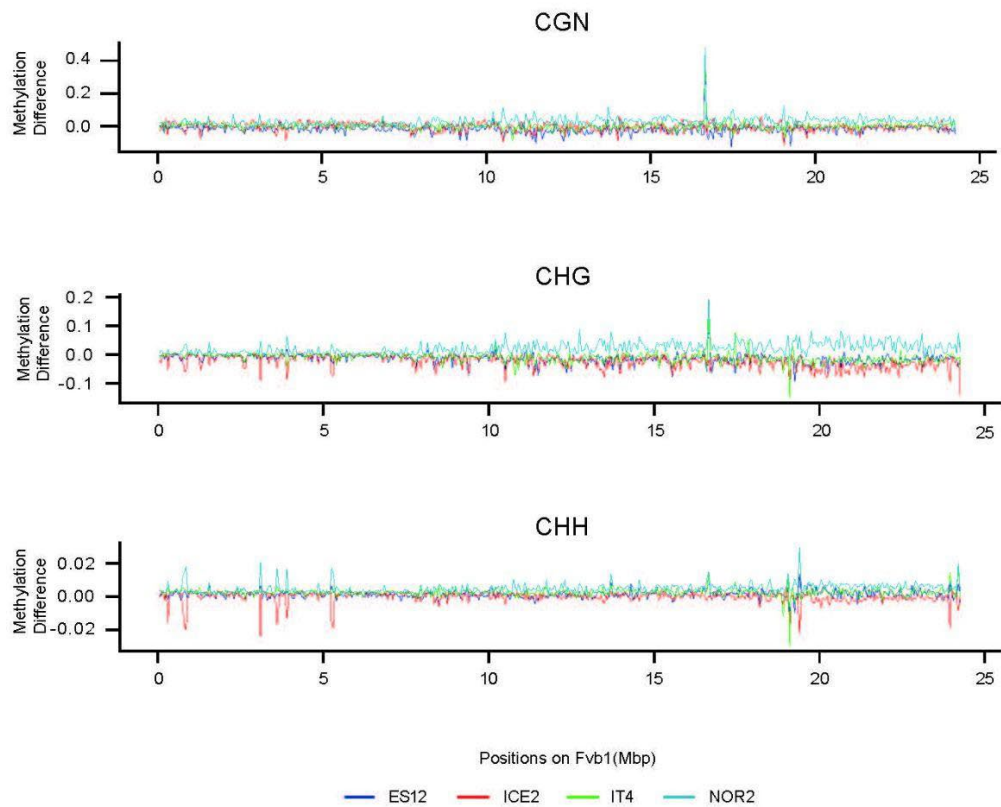 CGN
Methylation
Difference
0.4
0.2
0.0
0 5 10 15 20 25
CHG
Methylation
Difference
0.2
0.1
0.0
-0.1
0 5 10 15 20 25
CHH
Methylation
Difference
0.02
0.00
-0.02
0 5 10 15 20 25
Positions on Fvb1(Mbp)
ES12 ICE2 IT4 NOR2